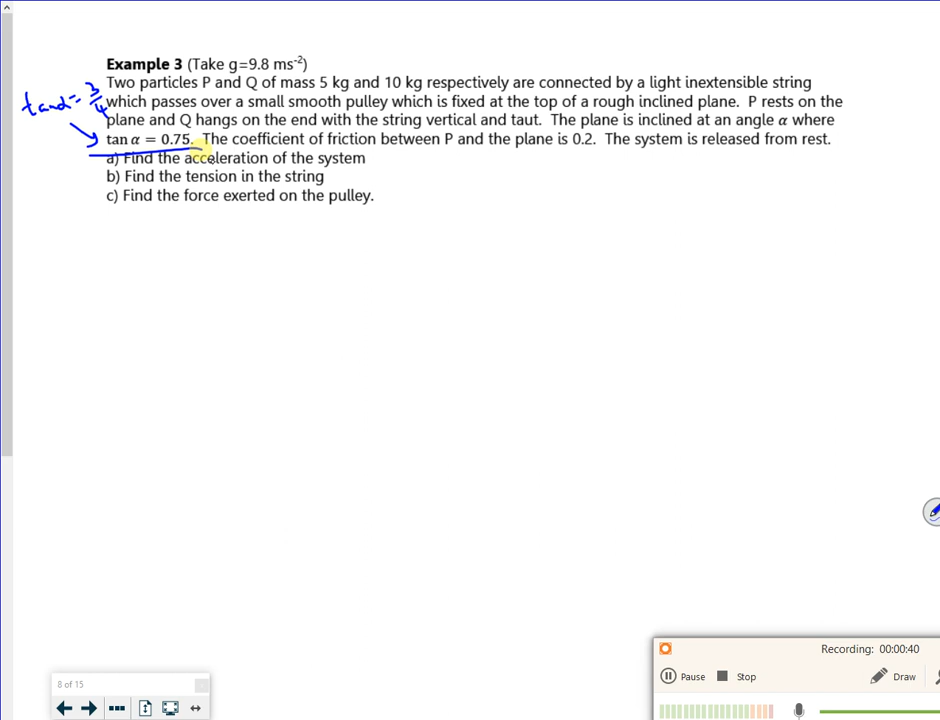 Example 3 (Take g=9.8 ms⁻²)
Two particles P and Q of mass 5 kg and 10 kg respectively are connected by a light inextensible string
tanα = 3/4
which passes over a small smooth pulley which is fixed at the top of a rough inclined plane. P rests on the
plane and Q hangs on the end with the string vertical and taut. The plane is inclined at an angle α where
tan α = 0.75. The coefficient of friction between P and the plane is 0.2. The system is released from rest.
a) Find the acceleration of the system
b) Find the tension in the string
c) Find the force exerted on the pulley.
Recording: 00:00:40
Pause Stop Draw
8 of 15